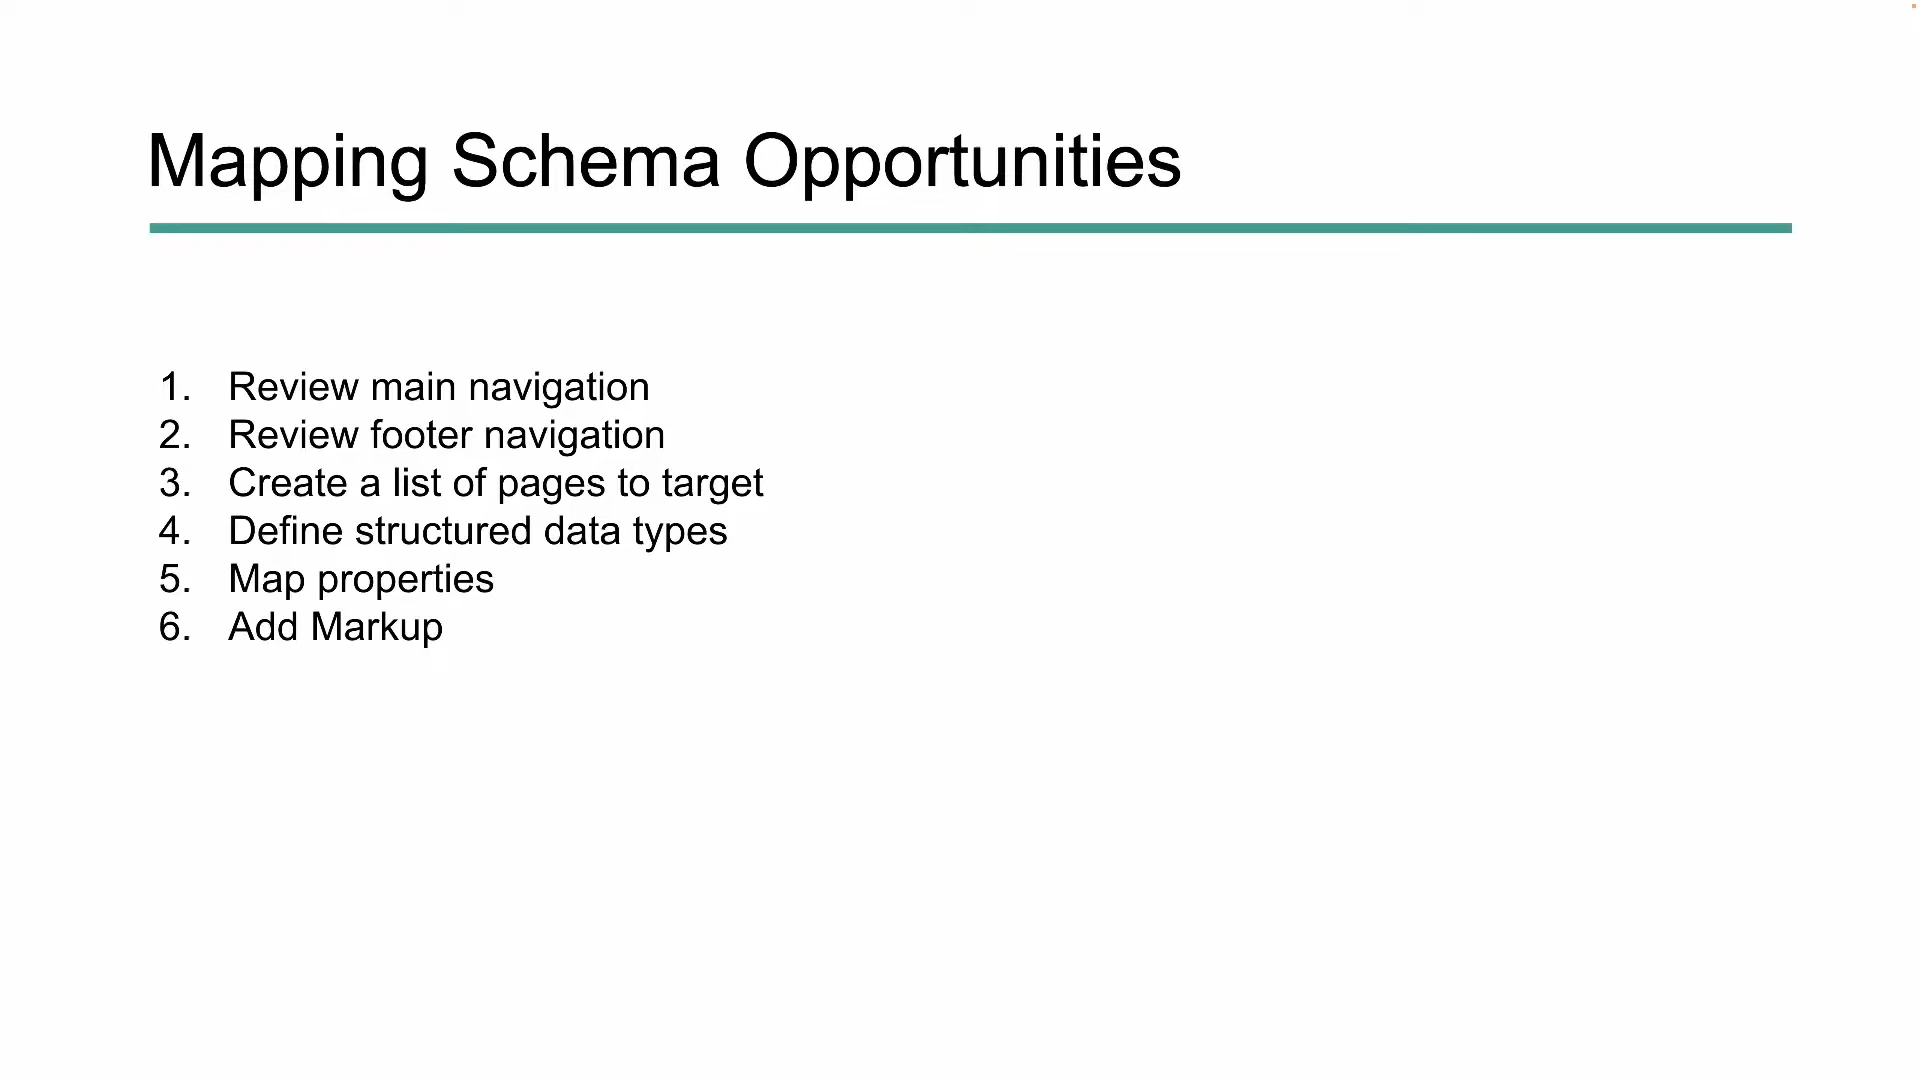 Mapping Schema Opportunities
1. Review main navigation
2. Review footer navigation
3. Create a list of pages to target
4. Define structured data types
5. Map properties
6. Add Markup